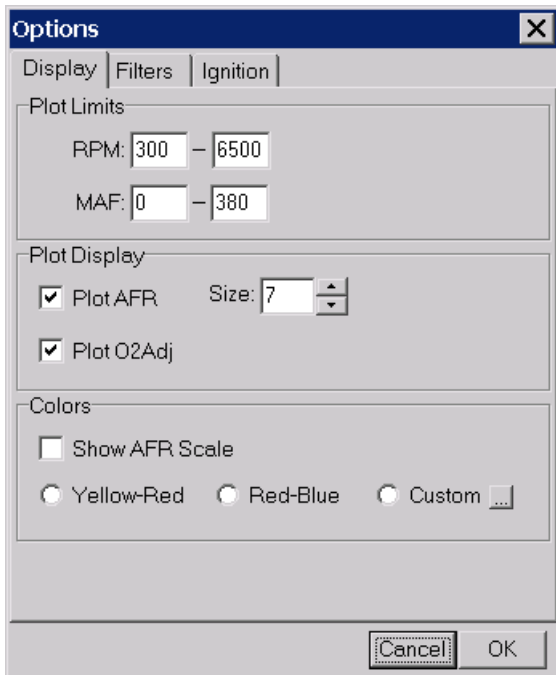 Options
Display Filters Ignition
Plot Limits
RPM: 300 – 6500
MAF: 0 – 380
Plot Display
Plot AFR Size: 7
Plot O2Adj
Colors
Show AFR Scale
Yellow-Red Red-Blue Custom ...
Cancel OK